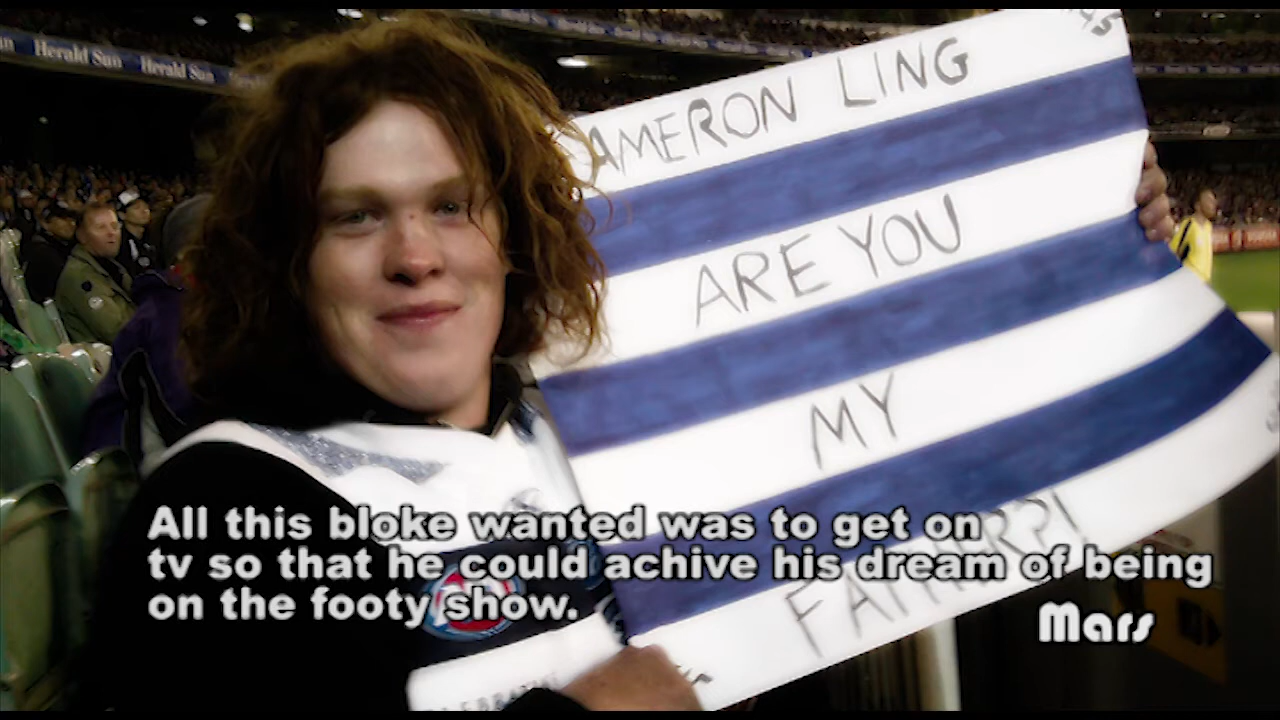 Herald Sun
Herald Sun
CAMERON LING
ARE YOU
MY
FATHER?!
All this bloke wanted was to get on
tv so that he could achive his dream of being
on the footy show.
Mars